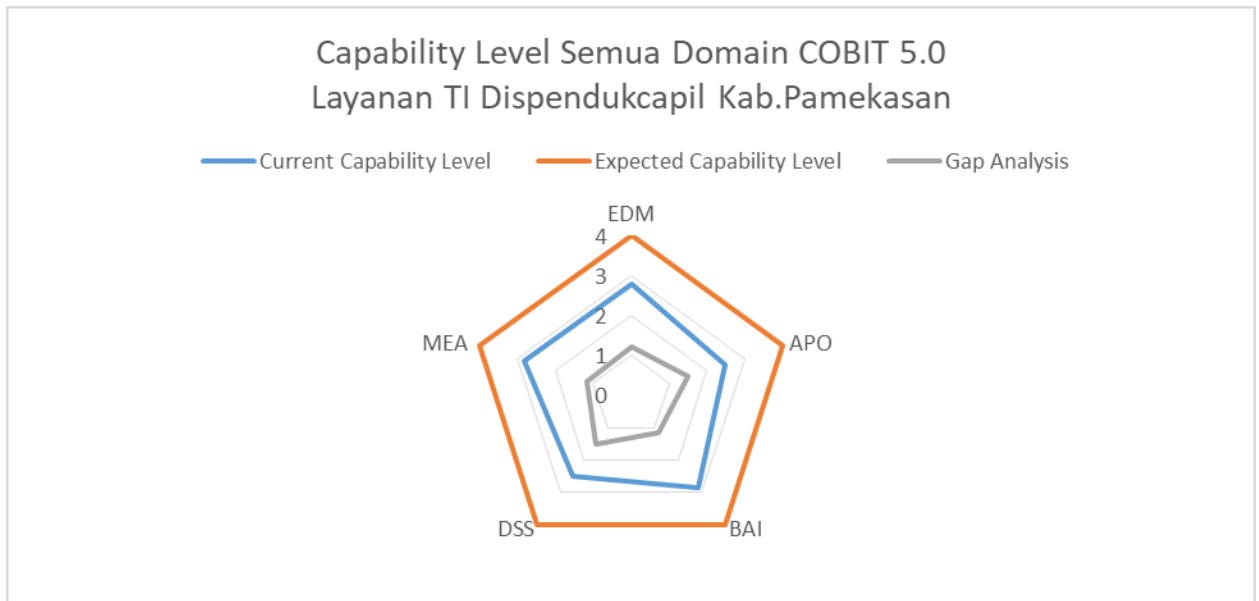 Capability Level Semua Domain COBIT 5.0
Layanan TI Dispendukcapil Kab.Pamekasan
Current Capability Level Expected Capability Level Gap Analysis
EDM
4
3
2
MEA APO
1
0
DSS BAI